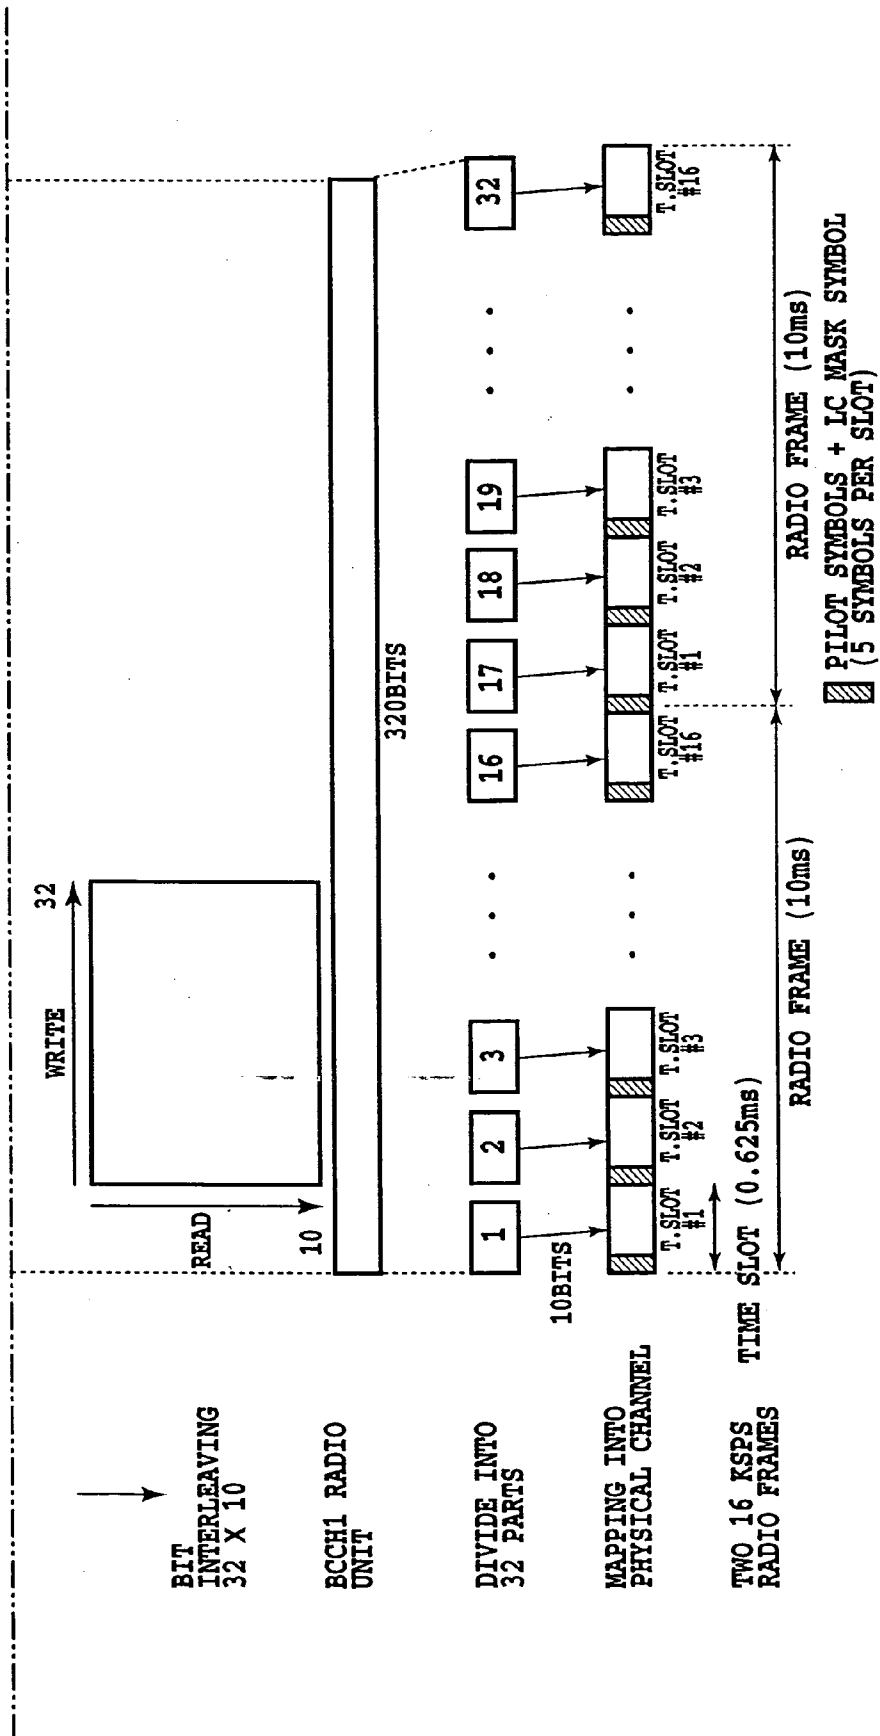 WRITE
32
READ
10
BIT
INTERLEAVING
32 X 10
BCCH1 RADIO
UNIT
320BITS
DIVIDE INTO
32 PARTS
1
2
3
16
17
18
19
32
10BITS
MAPPING INTO
PHYSICAL CHANNEL
T.SLOT
#1
T.SLOT
#2
T.SLOT
#3
T.SLOT
#16
T.SLOT
#1
T.SLOT
#2
T.SLOT
#3
T.SLOT
#16
TWO 16 KSPS
RADIO FRAMES
TIME SLOT (0.625ms)
RADIO FRAME (10ms)
RADIO FRAME (10ms)
PILOT SYMBOLS + LC MASK SYMBOL
(5 SYMBOLS PER SLOT)